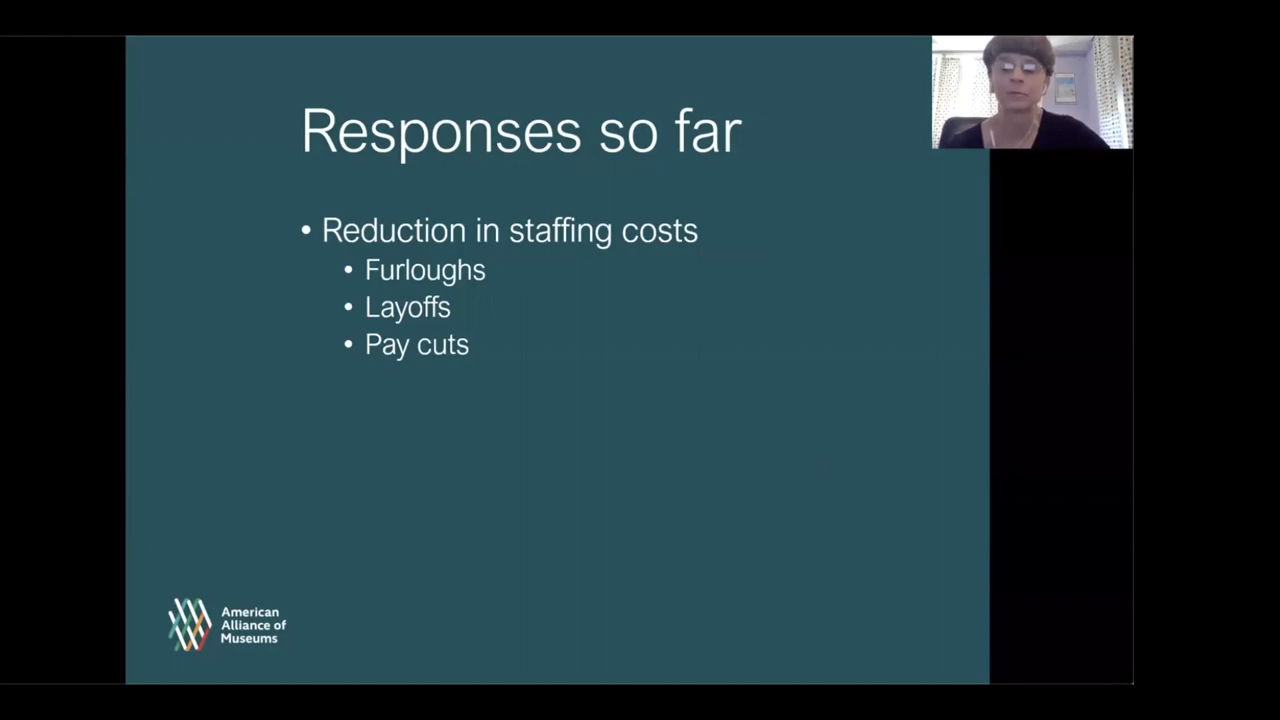 Responses so far
• Reduction in staffing costs
• Furloughs
• Layoffs
• Pay cuts
American
Alliance of
Museums